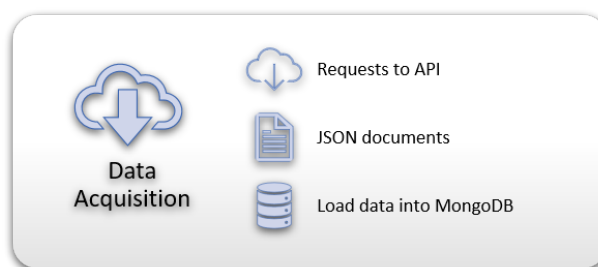 Data
Acquisition
Requests to API
JSON documents
Load data into MongoDB